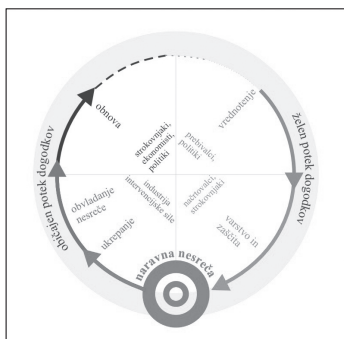 običajen potek dogodkov
želen potek dogodkov
obnova
strokovnjaki,
ekonomisti,
politiki
prebivalci,
politiki
vrednotenje
obvladanje
nesreče
ukrepanje
industrija
intervencijske sile
načrtovalci,
strokovnjaki
varstvo in
zaščita
naravna nesreča